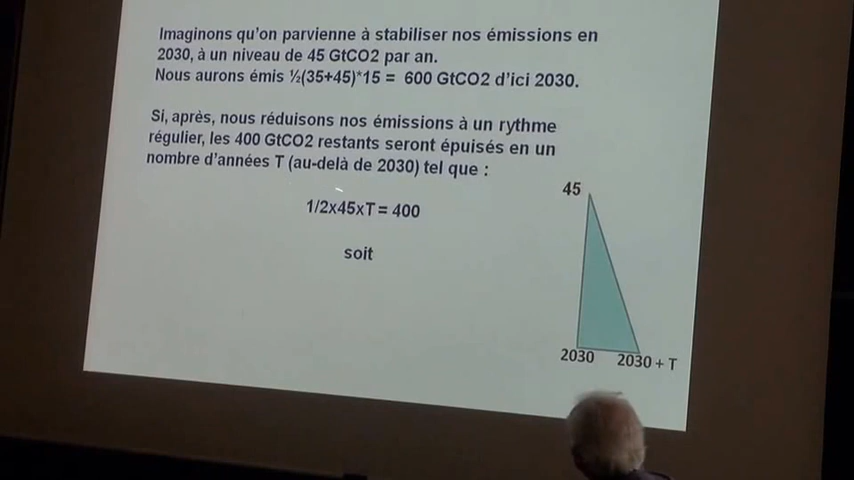 Imaginons qu'on parvienne à stabiliser nos émissions en
2030, à un niveau de 45 GtCO2 par an.
Nous aurons émis ½(35+45)*15 = 600 GtCO2 d'ici 2030.
Si, après, nous réduisons nos émissions à un rythme
régulier, les 400 GtCO2 restants seront épuisés en un
nombre d'années T (au-delà de 2030) tel que :
1/2x45xT = 400
soit
45
2030
2030 + T